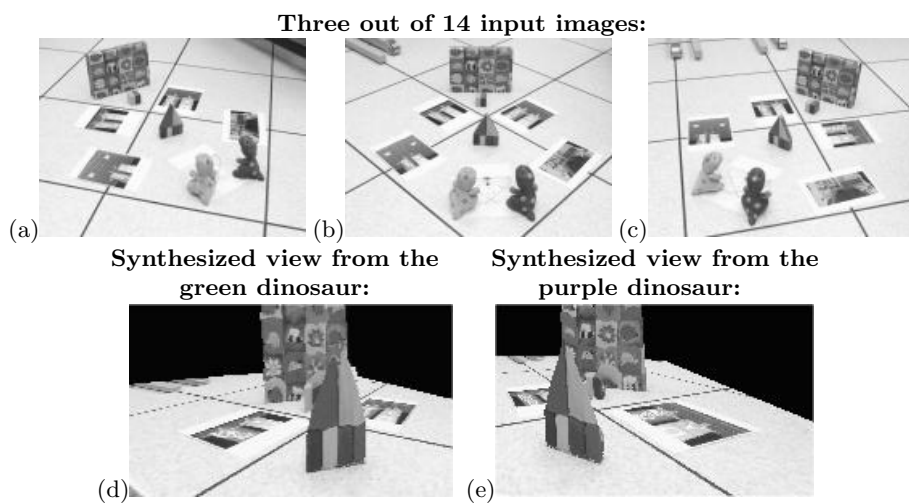 Three out of 14 input images:
(a)
(b)
(c)
Synthesized view from the
green dinosaur:
Synthesized view from the
purple dinosaur:
(d)
(e)